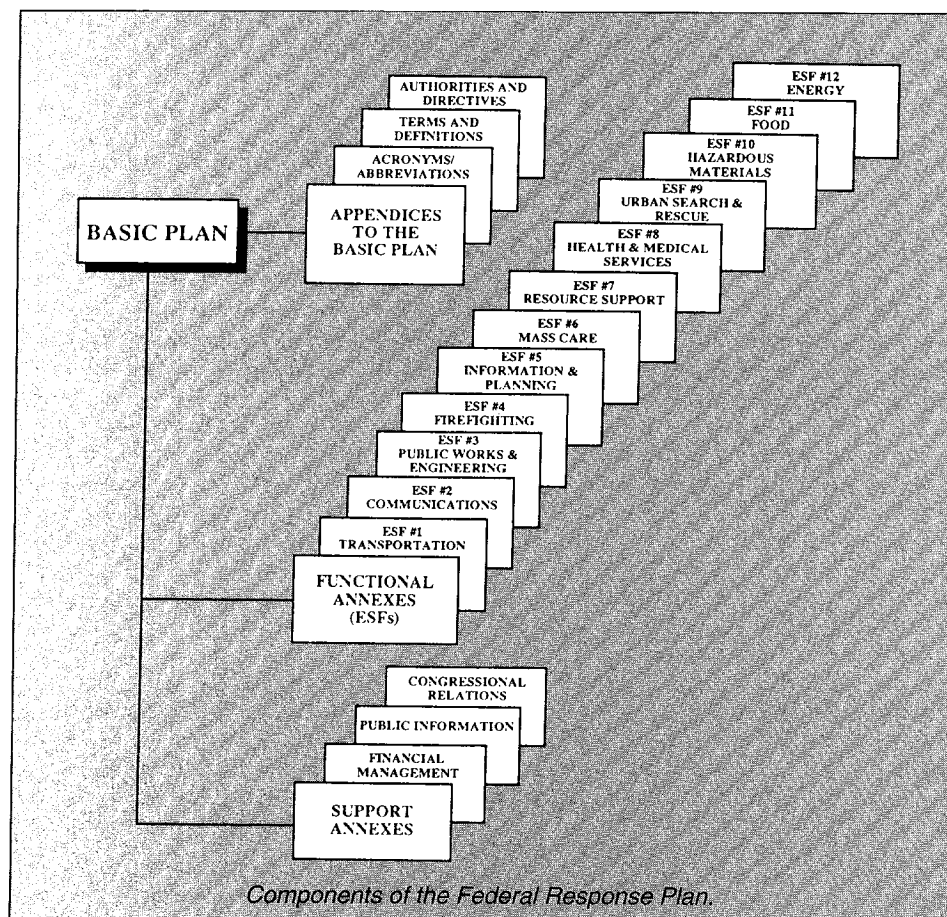 BASIC PLAN
AUTHORITIES AND
DIRECTIVES
TERMS AND
DEFINITIONS
ACRONYMS/
ABBREVIATIONS
APPENDICES
TO THE
BASIC PLAN
ESF #12
ENERGY
ESF #11
FOOD
ESF #10
HAZARDOUS
MATERIALS
ESF #9
URBAN SEARCH &
RESCUE
ESF #8
HEALTH & MEDICAL
SERVICES
ESF #7
RESOURCE SUPPORT
ESF #6
MASS CARE
ESF #5
INFORMATION &
PLANNING
ESF #4
FIREFIGHTING
ESF #3
PUBLIC WORKS &
ENGINEERING
ESF #2
COMMUNICATIONS
ESF #1
TRANSPORTATION
FUNCTIONAL
ANNEXES
(ESFs)
CONGRESSIONAL
RELATIONS
PUBLIC INFORMATION
FINANCIAL
MANAGEMENT
SUPPORT
ANNEXES
Components of the Federal Response Plan.